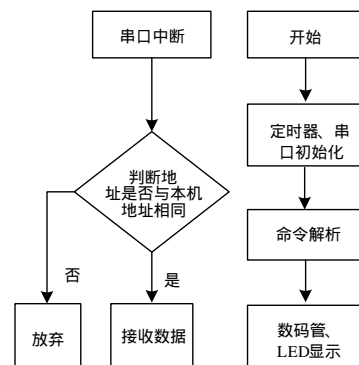 串口中断
开始
定时器、串
口初始化
判断地
址是否与本机
地址相同
命令解析
否
是
放弃
接收数据
数码管、
LED显示